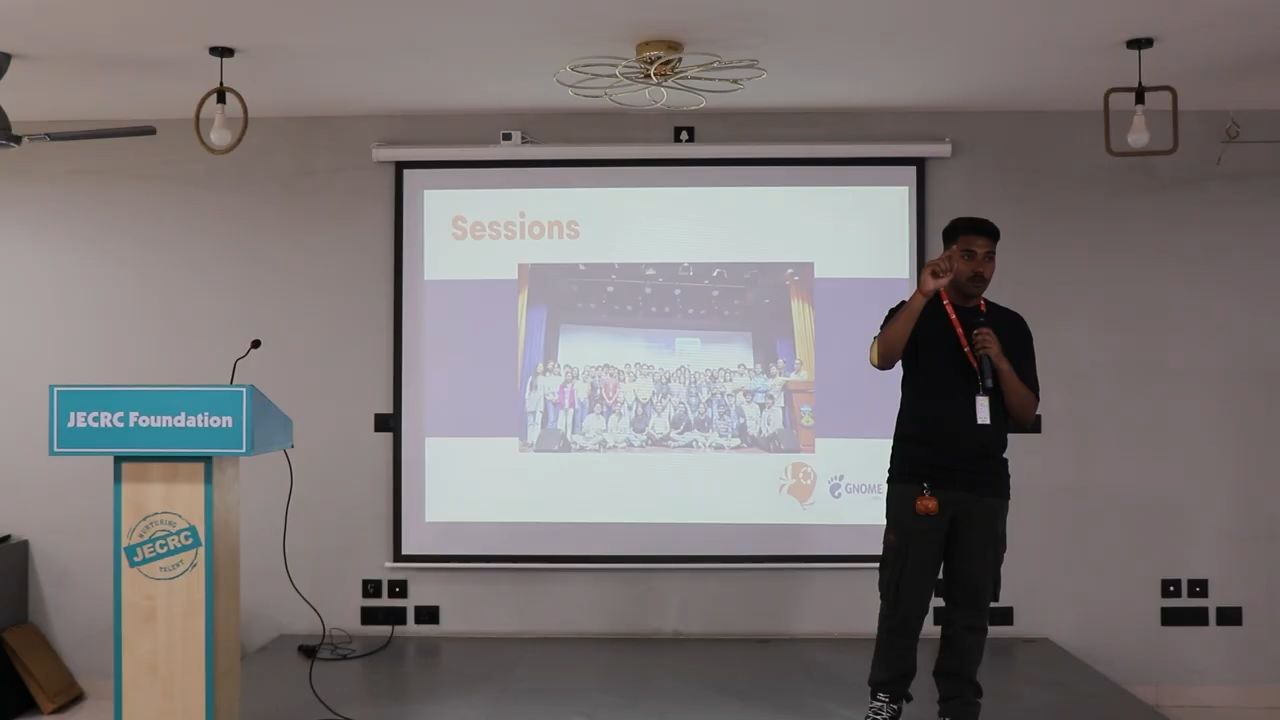 Sessions
GNOME
JECRC Foundation
NURTURING
JECRC
TALENT